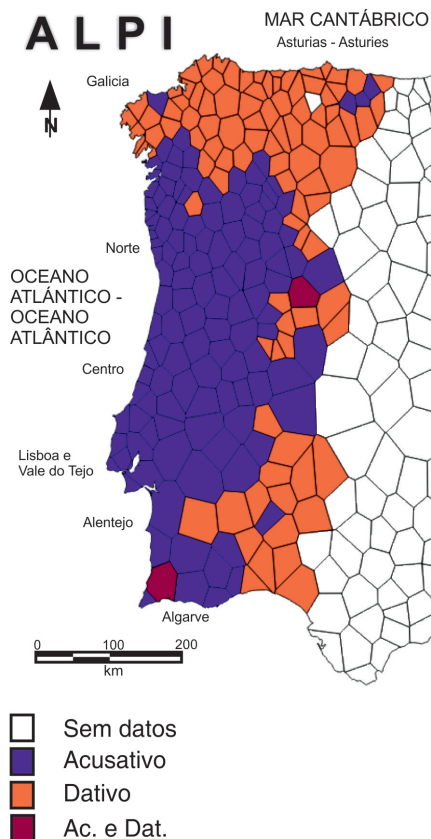 ALPI
MAR CANTÁBRICO
Asturias - Asturies
Galicia
N
Norte
OCEANO
ATLÁNTICO -
OCEANO
ATLÂNTICO
Centro
Lisboa e
Vale do Tejo
Alentejo
Algarve
0 100 200
km
Sem datos
Acusativo
Dativo
Ac. e Dat.